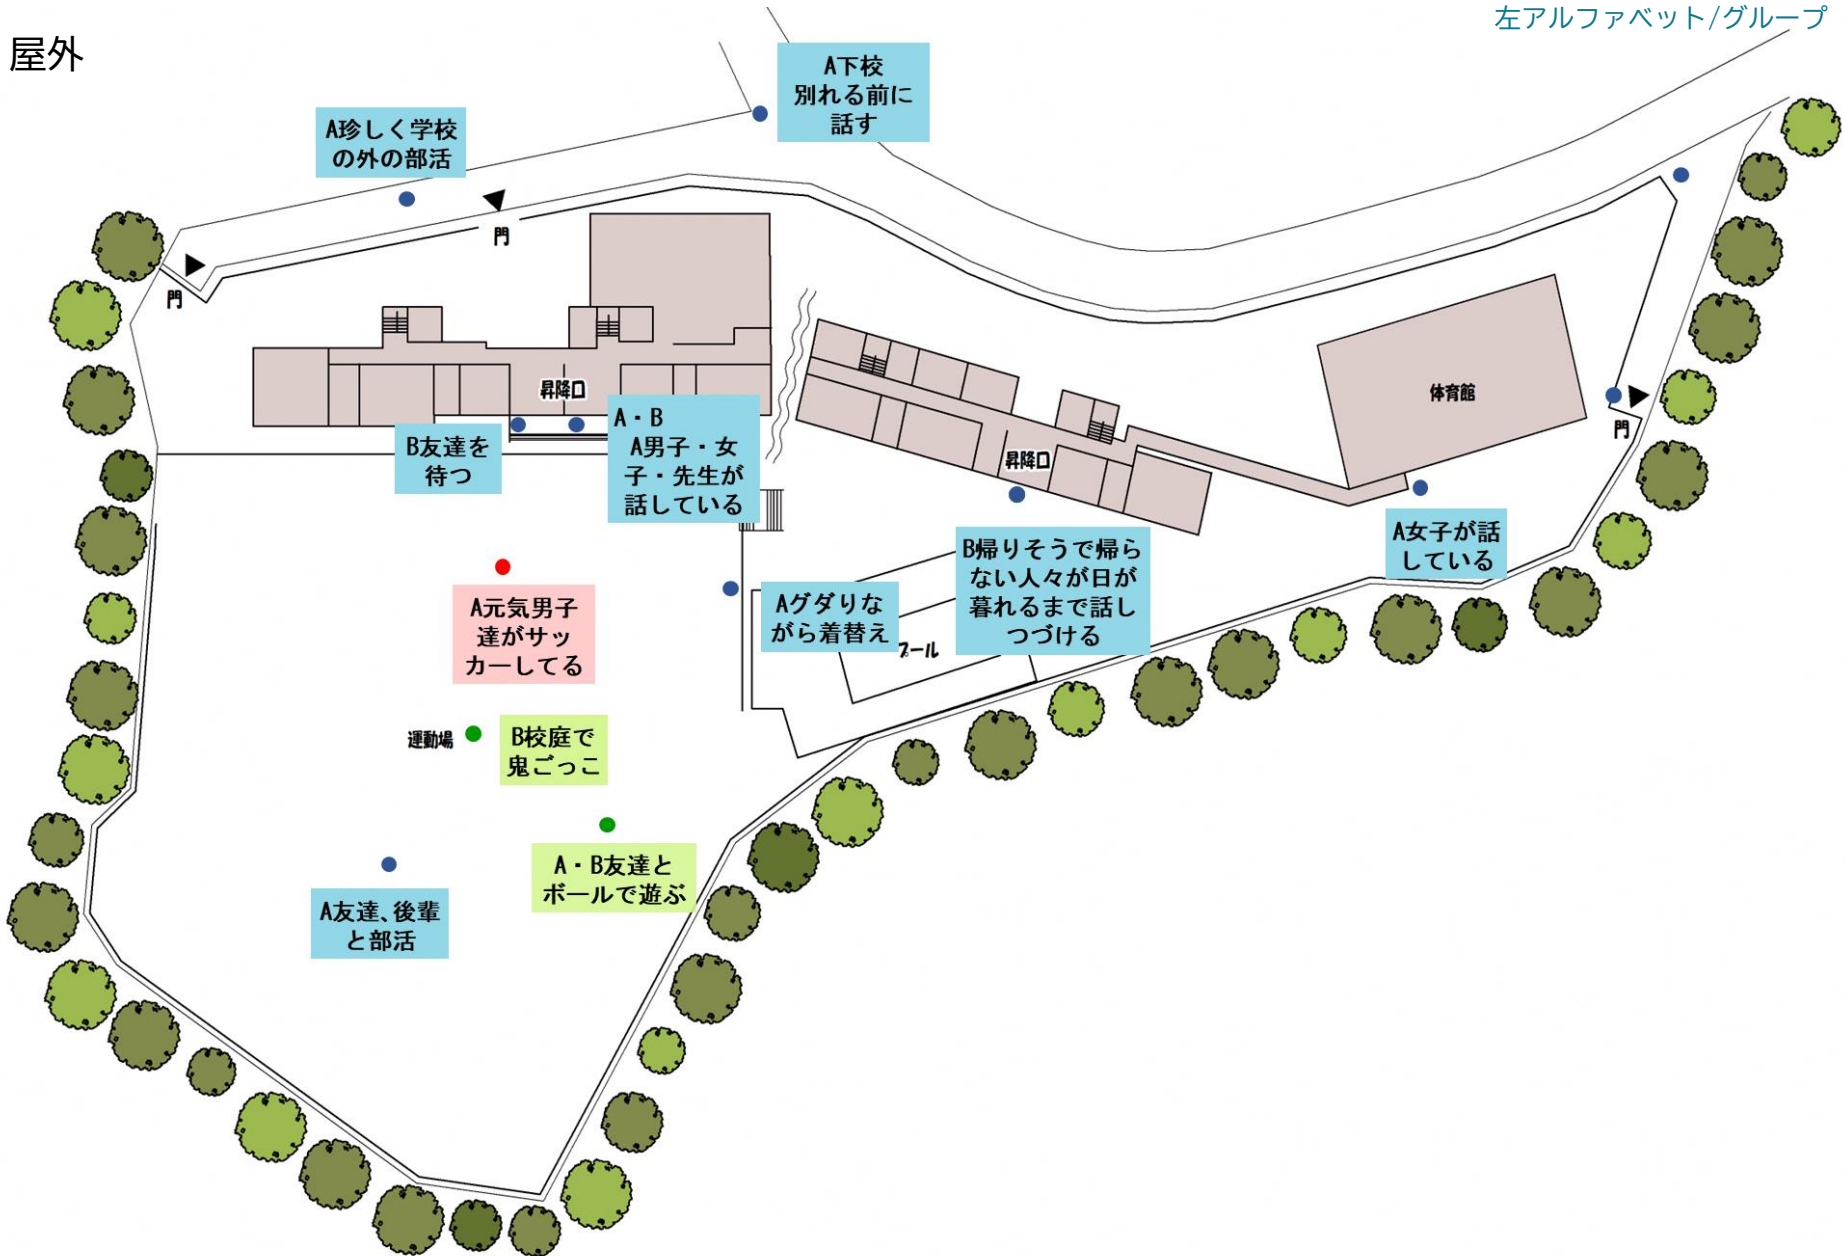 左アルファベット/グループ
屋外
A下校
別れる前に
話す
A珍しく学校
の外の部活
門
門
昇降口
体育館
A・B
A男子・女
子・先生が
話している
B友達を
待つ
門
昇降口
A女子が話
している
B帰りそうで帰ら
ない人々が日が
暮れるまで話し
つづける
Aグダりな
がら着替え
プール
A元気男子
達がサッ
カーしてる
運動場
B校庭で
鬼ごっこ
A・B友達と
ボールで遊ぶ
A友達、後輩
と部活